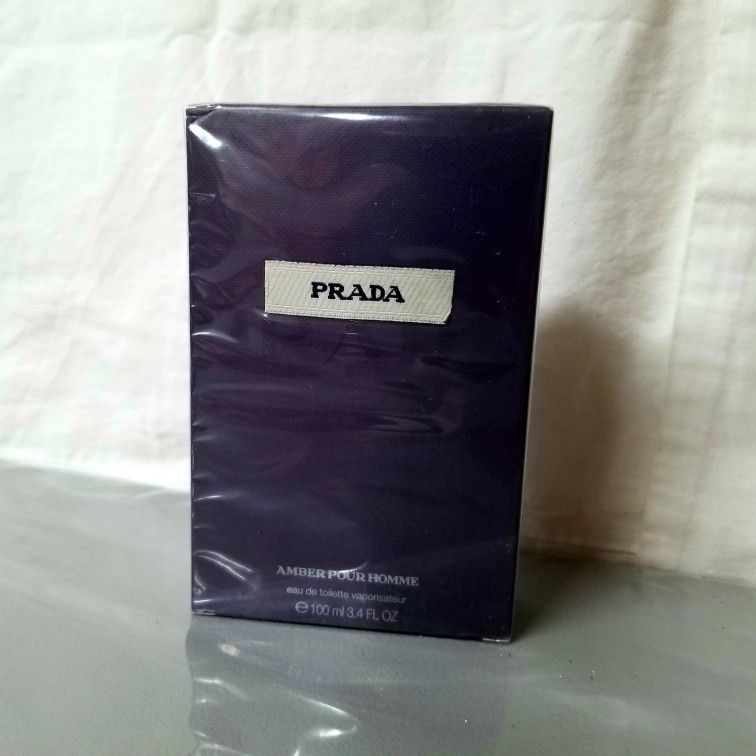 PRADA
AMBER POUR HOMME
eau de toilette vaporisateur
℮ 100 ml 3.4 FL OZ